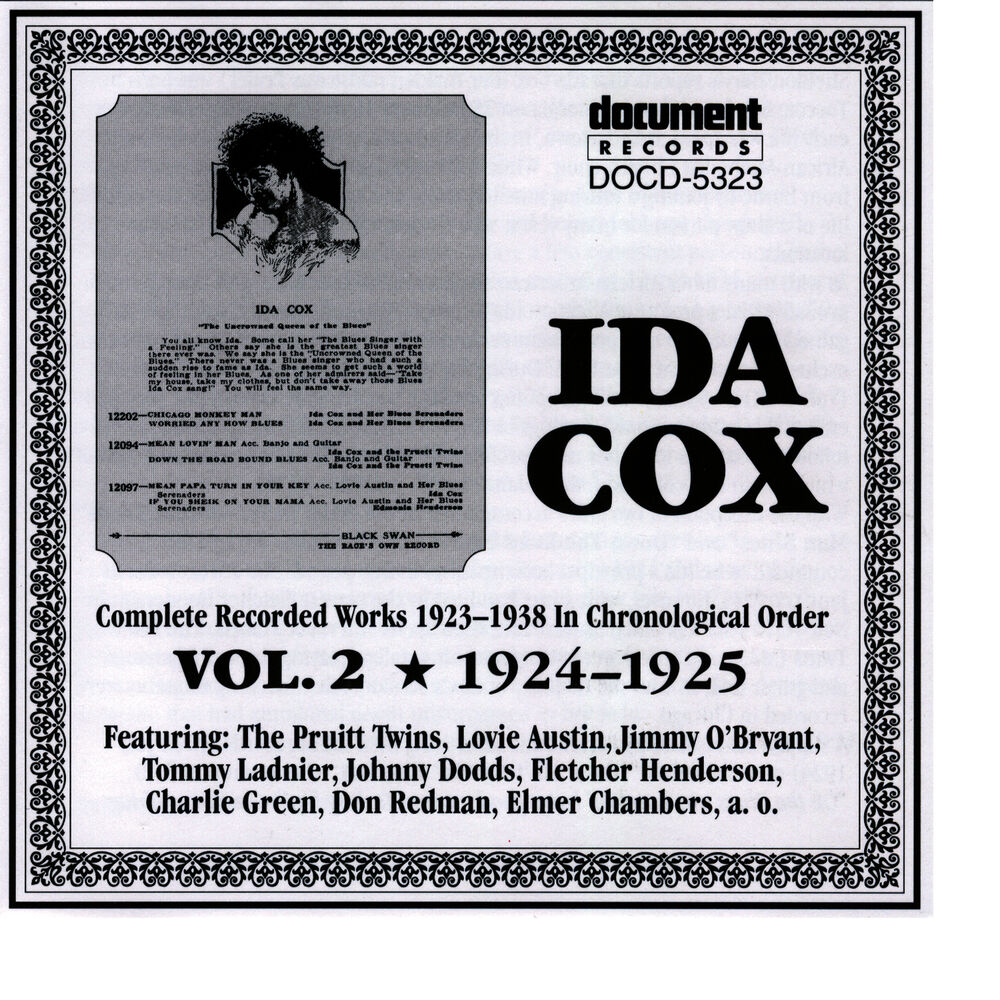 document
RECORDS
DOCD-5323
IDA COX
"The Uncrowned Queen of the Blues"
You all know Ida. Some call her "The Blues Singer with
a Feeling." Others say she is the greatest Blues singer
there ever was. We say she is the "Uncrowned Queen of the
Blues." There never was a Blues singer who had such a
sudden rise to fame as Ida. She seems to get such a world
of feeling in her Blues. As one of her admirers said—"Take
my house, take my clothes, but don't take away those Blues
Ida Cox sang!" You will feel the same way.
12202—CHICAGO MONKEY MAN Ida Cox and Her Blues Serenaders
WORRIED ANY HOW BLUES Ida Cox and Her Blues Serenaders
12094—MEAN LOVIN' MAN Acc. Banjo and Guitar
Ida Cox and the Pruett Twins
DOWN THE ROAD BOUND BLUES Acc. Banjo and Guitar
Ida Cox and the Pruett Twins
12097—MEAN PAPA TURN IN YOUR KEY Acc. Lovie Austin and Her Blues
Serenaders Ida Cox
IF YOU SHEIK ON YOUR MAMA Acc. Lovie Austin and Her Blues
Serenaders Edmonia Henderson
BLACK SWAN
THE RACE'S OWN RECORD
IDA
COX
Complete Recorded Works 1923–1938 In Chronological Order
VOL. 2 ★ 1924–1925
Featuring: The Pruitt Twins, Lovie Austin, Jimmy O'Bryant,
Tommy Ladnier, Johnny Dodds, Fletcher Henderson,
Charlie Green, Don Redman, Elmer Chambers, a. o.